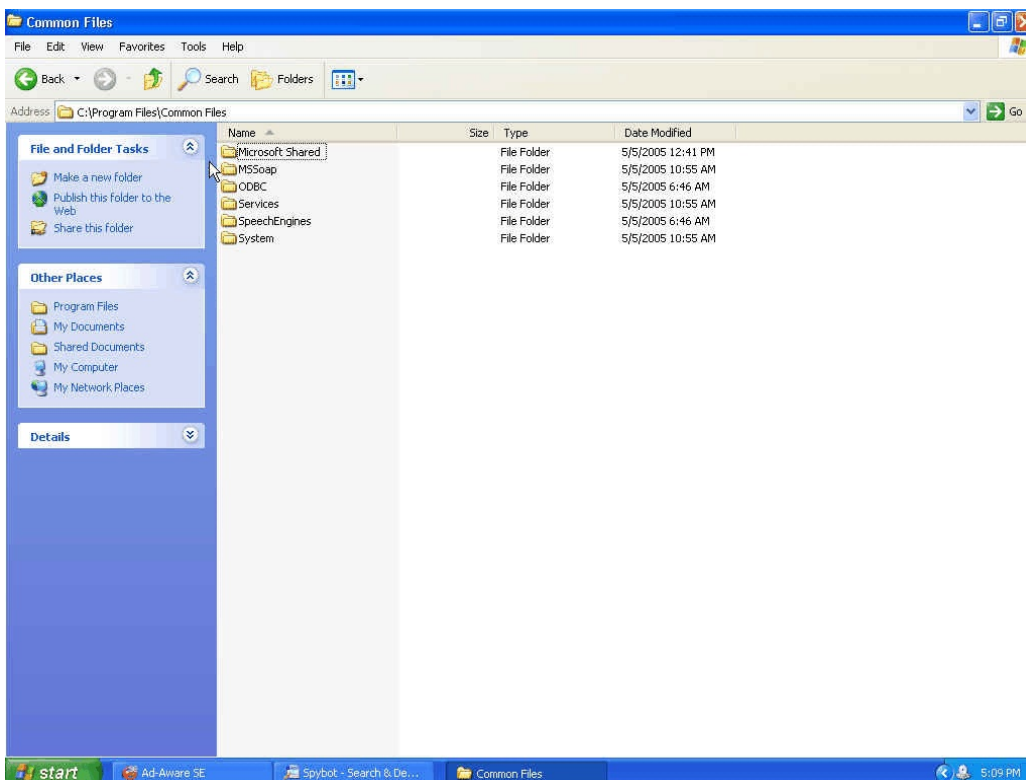 Common Files
File Edit View Favorites Tools Help
Back Search Folders
Address C:\Program Files\Common Files Go
Name Size Type Date Modified
File and Folder Tasks
Make a new folder
Publish this folder to the
Web
Share this folder
Other Places
Program Files
My Documents
Shared Documents
My Computer
My Network Places
Details
Microsoft Shared File Folder 5/5/2005 12:41 PM
MSSoap File Folder 5/5/2005 10:55 AM
ODBC File Folder 5/5/2005 6:46 AM
Services File Folder 5/5/2005 10:55 AM
SpeechEngines File Folder 5/5/2005 6:46 AM
System File Folder 5/5/2005 10:55 AM
start Ad-Aware SE Spybot - Search & De... Common Files 5:09 PM